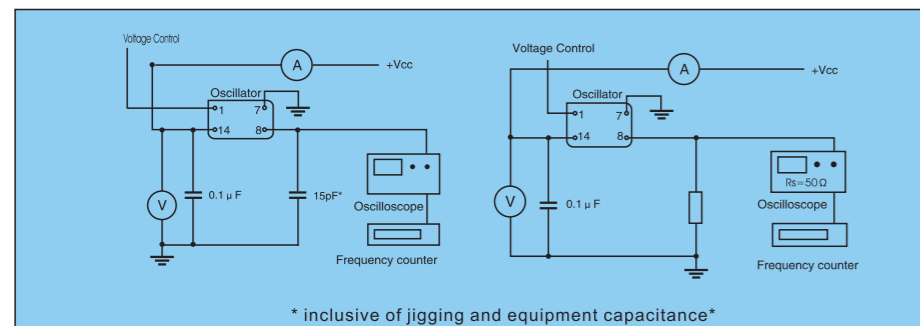 Voltage Control
A
+Vcc
Oscillator
1
7
14
8
V
0.1 μ F
15pF*
Oscilloscope
Frequency counter
Voltage Control
A
+Vcc
Oscillator
1
7
14
8
V
0.1 μ F
Rs=50 Ω
Oscilloscope
Frequency counter
* inclusive of jigging and equipment capacitance*